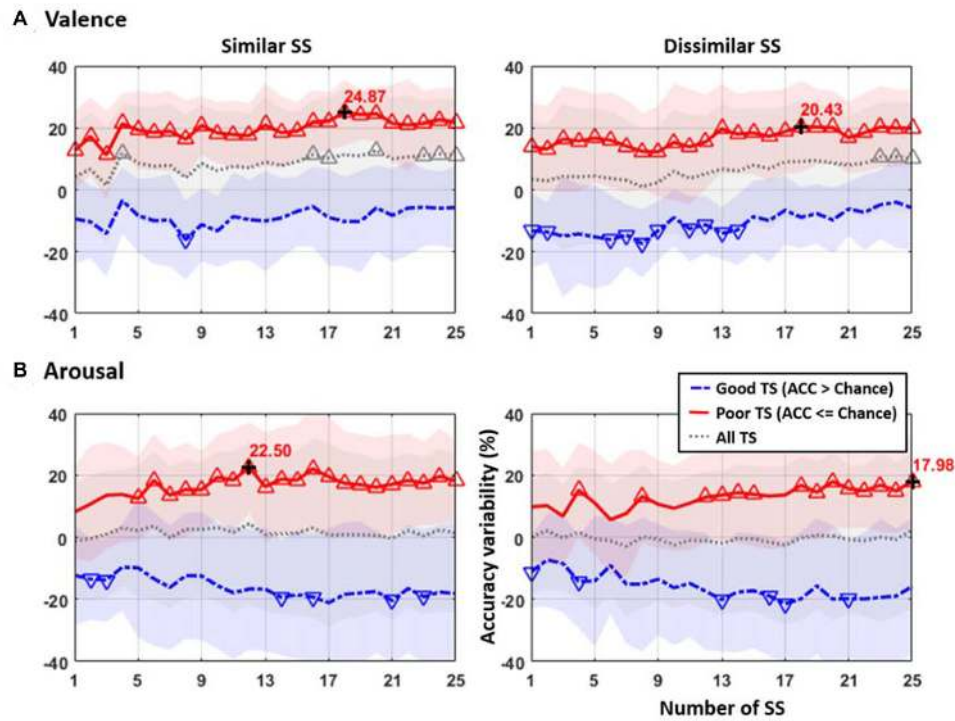 A Valence
Similar SS
Dissimilar SS
40
20
0
-20
-40
24.87
1 5 9 13 17 21 25
40
20
0
-20
-40
20.43
1 5 9 13 17 21 25
B Arousal
40
20
0
-20
-40
22.50
1 5 9 13 17 21 25
Good TS (ACC > Chance)
Poor TS (ACC <= Chance)
All TS
Accuracy variability (%)
40
20
0
-20
-40
17.98
1 5 9 13 17 21 25
Number of SS